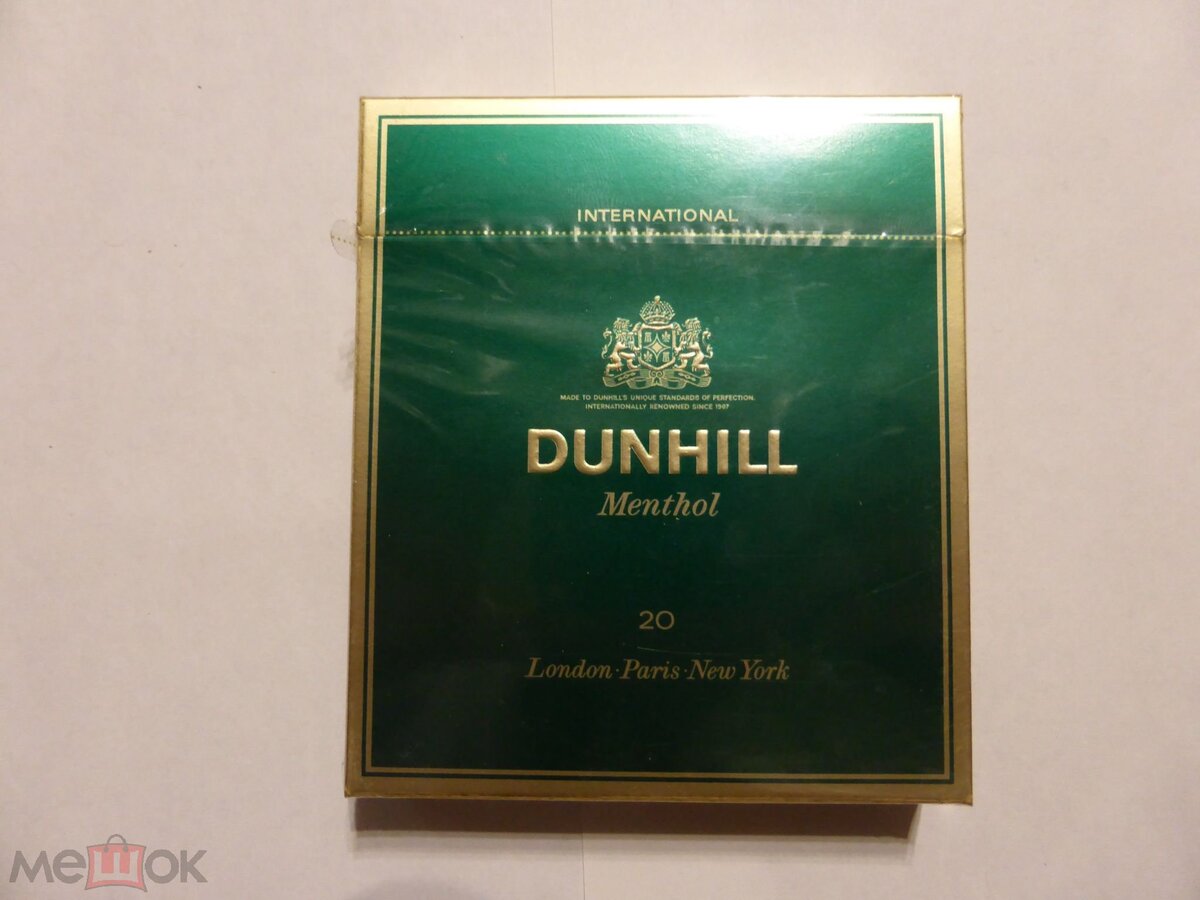 INTERNATIONAL
MADE TO DUNHILL'S UNIQUE STANDARDS OF PERFECTION.
INTERNATIONALLY RENOWNED SINCE 1907
DUNHILL
Menthol
20
London·Paris·New York
мешок